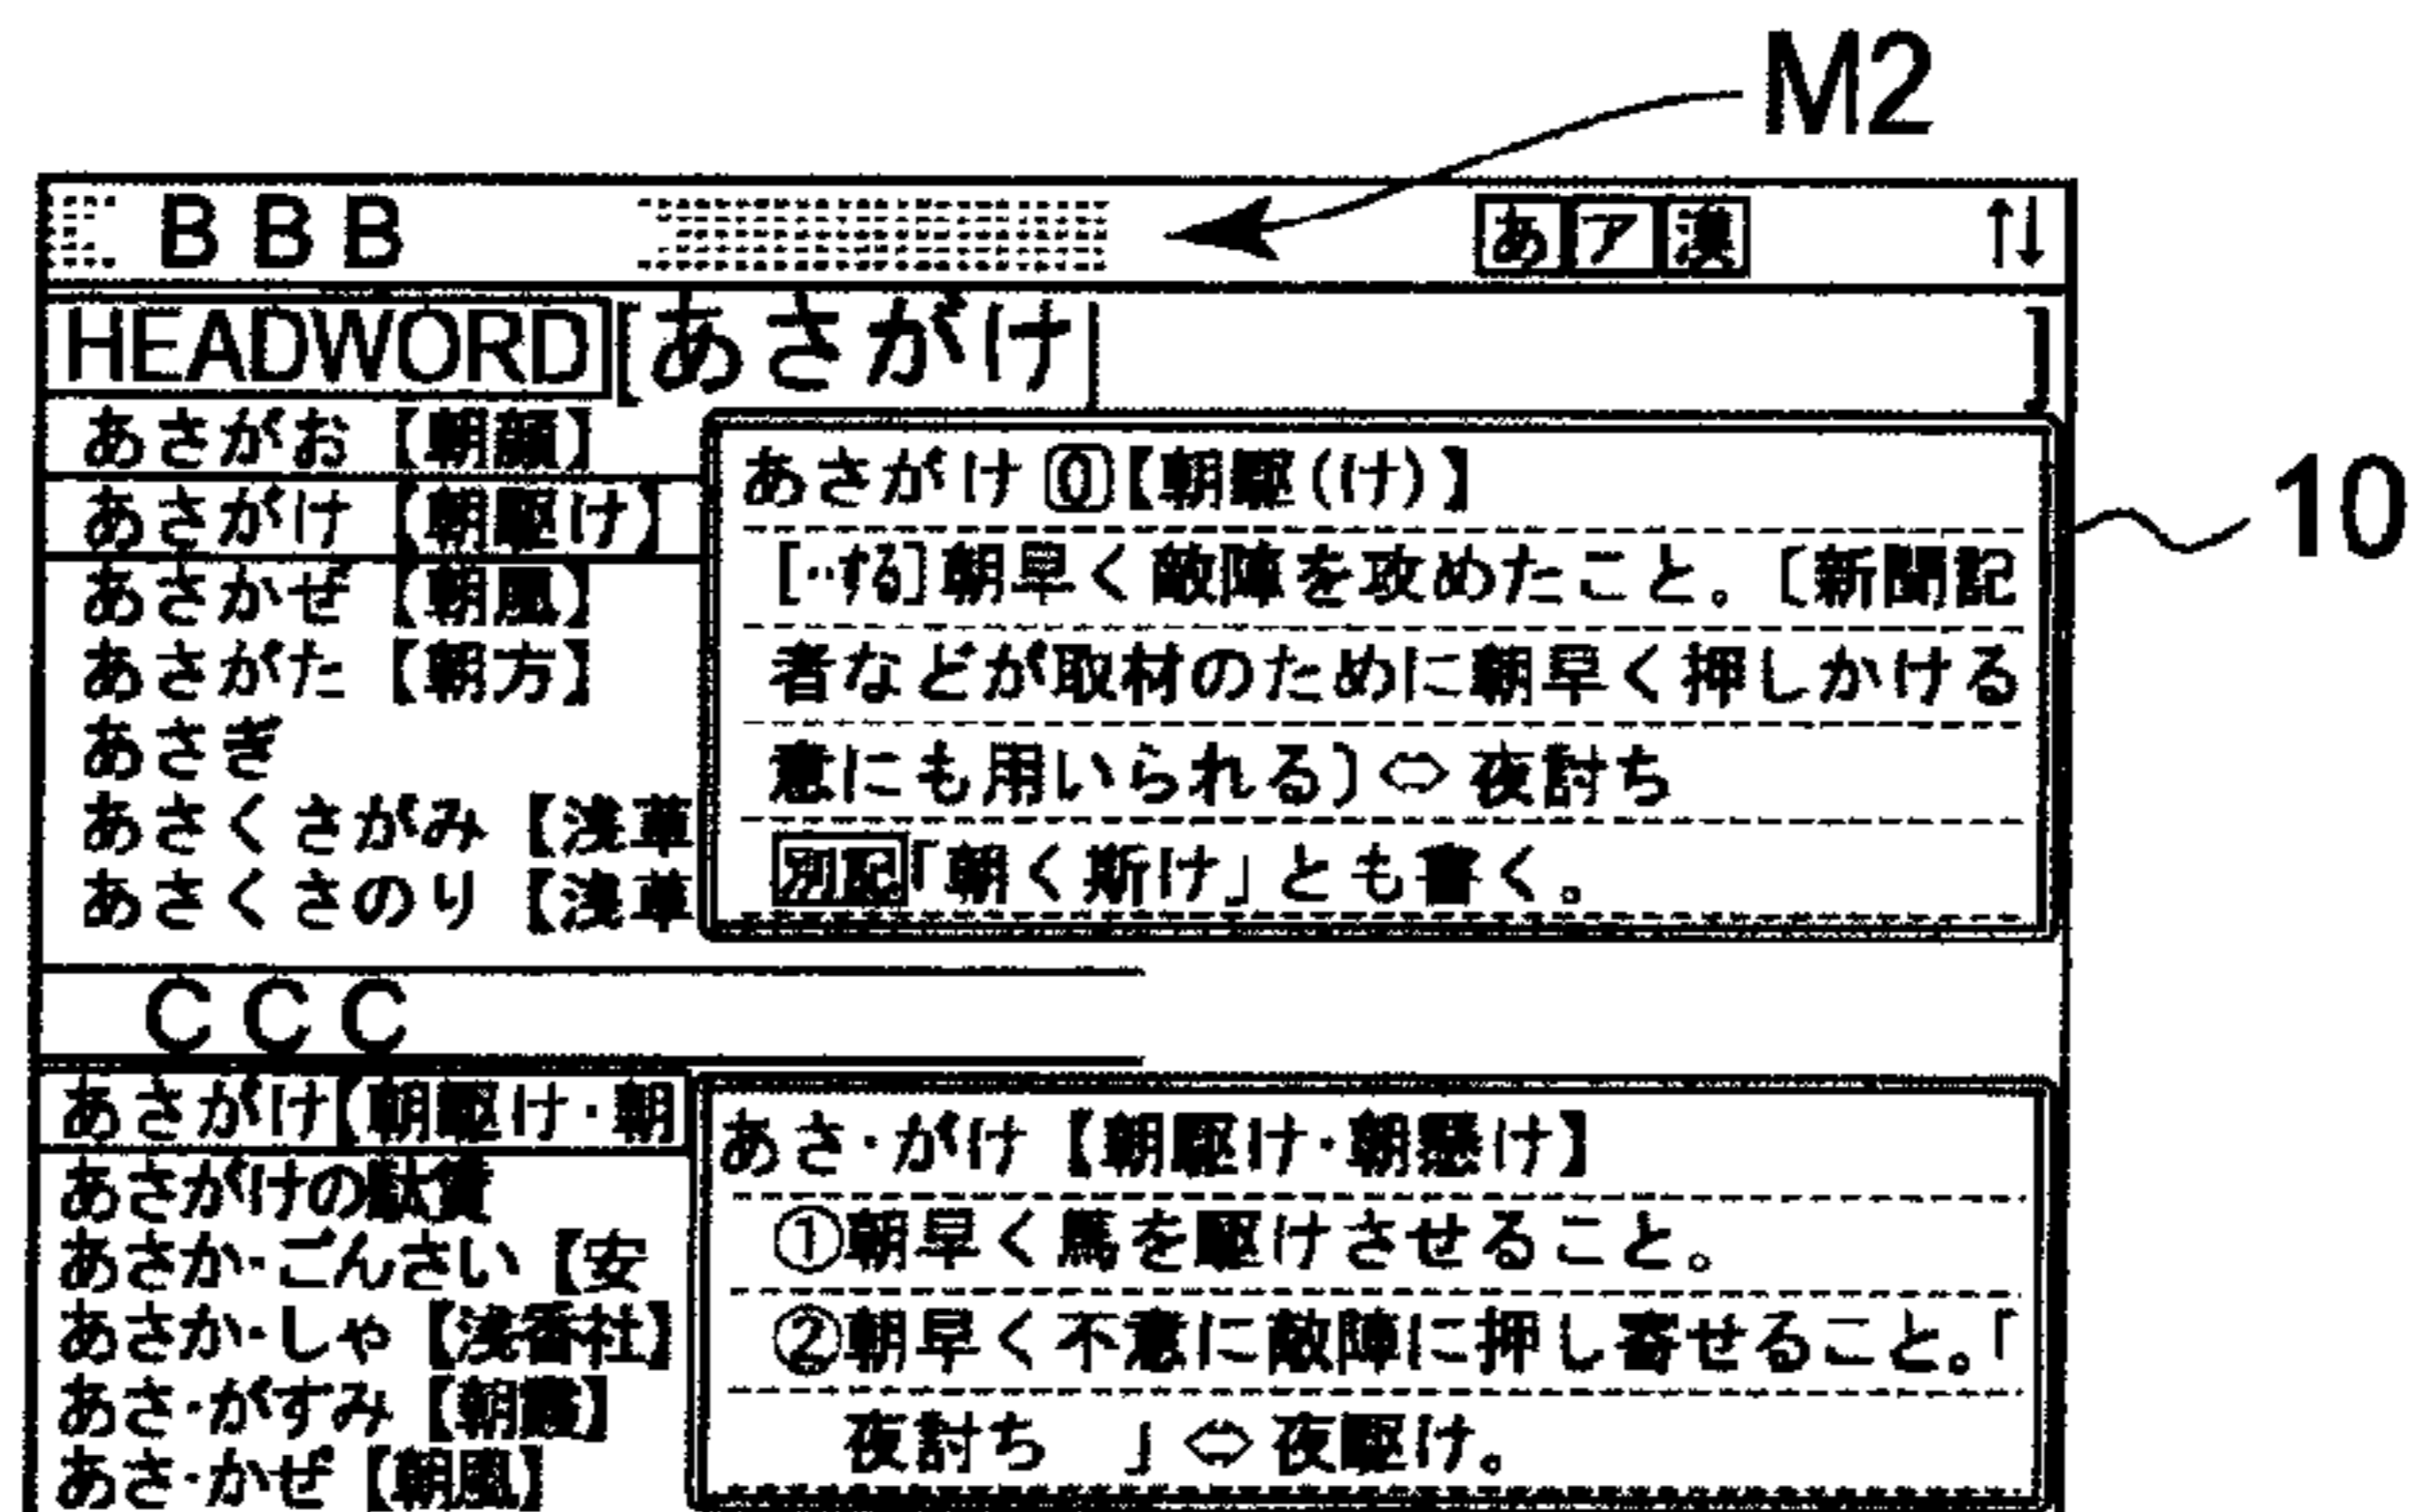 M2
BBB あア漢 ↑↓
HEADWORD [あさがけ ]
あさがお【朝顔】
あさがけ【朝駆け】
あさかぜ【朝風】
あさがた【朝方】
あさぎ
あさくさがみ【浅草
あさくさのり【浅草
あさがけ ⓪【朝駆(け)】
[‥する]朝早く敵陣を攻めたこと。〔新聞記
者などが取材のために朝早く押しかける
意にも用いられる〕⇔夜討ち
別記「朝く斯け」とも書く。
10
CCC
あさがけ【朝駆け・朝
あさがけの駄賃
あさか・ごんさい【安
あさか・しゃ【浅香社】
あさ・がすみ【朝霞】
あさ・かぜ【朝風】
あさ・がけ【朝駆け・朝懸け】
①朝早く馬を駆けさせること。
②朝早く不意に敵陣に押し寄せること。「
夜討ち 」⇔夜駆け。